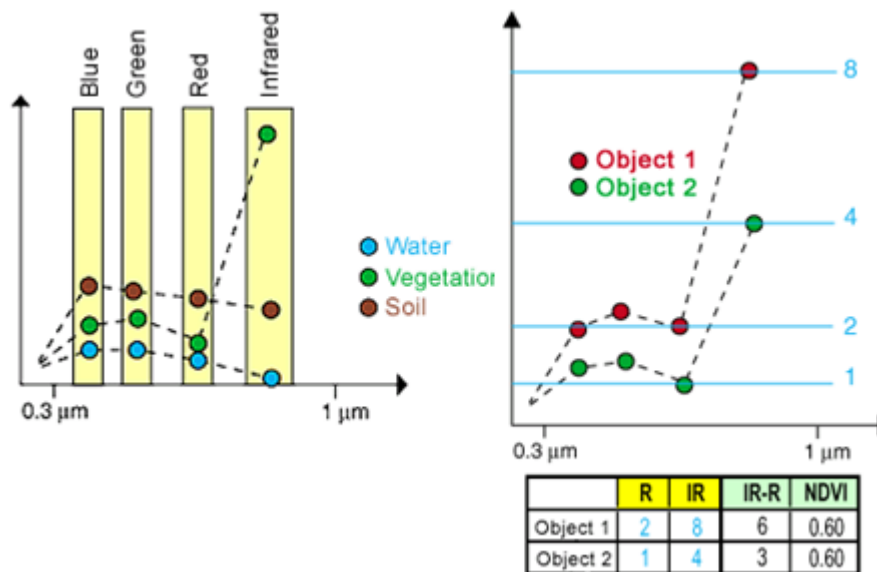 Blue
Green
Red
Infrared
Water
Vegetation
Soil
0.3 µm
1 µm
8
Object 1
Object 2
4
2
1
0.3 µm
1 µm
R IR IR-R NDVI
Object 1 2 8 6 0.60
Object 2 1 4 3 0.60